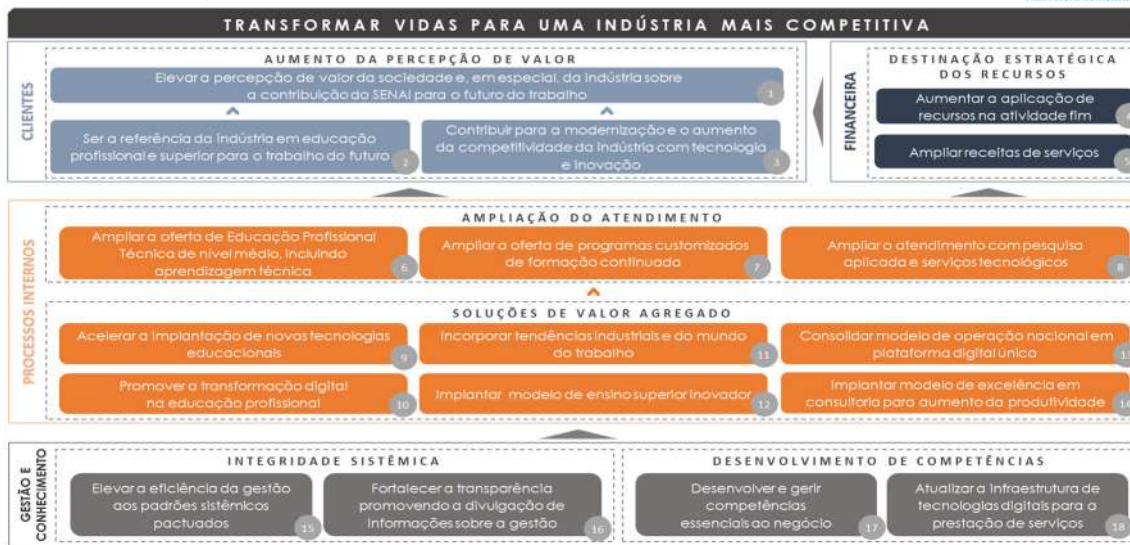 TRANSFORMAR VIDAS PARA UMA INDÚSTRIA MAIS COMPETITIVA
CLIENTES
AUMENTO DA PERCEPÇÃO DE VALOR
Elevar a percepção de valor da sociedade e, em especial, da indústria sobre
a contribuição do SENAI para o futuro do trabalho
1
Ser a referência da indústria em educação
profissional e superior para o trabalho do futuro
2
Contribuir para a modernização e o aumento
da competitividade da indústria com tecnologia
e inovação
3
FINANCEIRA
DESTINAÇÃO ESTRATÉGICA
DOS RECURSOS
Aumentar a aplicação de
recursos na atividade fim
4
Ampliar receitas de serviços
5
PROCESSOS INTERNOS
AMPLIAÇÃO DO ATENDIMENTO
Ampliar a oferta de Educação Profissional
Técnica de nível médio, incluindo
aprendizagem técnica
6
Ampliar a oferta de programas customizados
de formação continuada
7
Ampliar o atendimento com pesquisa
aplicada e serviços tecnológicos
8
SOLUÇÕES DE VALOR AGREGADO
Acelerar a implantação de novas tecnologias
educacionais
9
Incorporar tendências industriais e do mundo
do trabalho
11
Consolidar modelo de operação nacional em
plataforma digital única
13
Promover a transformação digital
na educação profissional
10
Implantar modelo de ensino superior inovador
12
Implantar modelo de excelência em
consultoria para aumento da produtividade
14
GESTÃO E
CONHECIMENTO
INTEGRIDADE SISTÊMICA
Elevar a eficiência da gestão
aos padrões sistêmicos
pactuados
15
Fortalecer a transparência
promovendo a divulgação de
informações sobre a gestão
16
DESENVOLVIMENTO DE COMPETÊNCIAS
Desenvolver e gerir
competências
essenciais ao negócio
17
Atualizar a infraestrutura de
tecnologias digitais para a
prestação de serviços
18